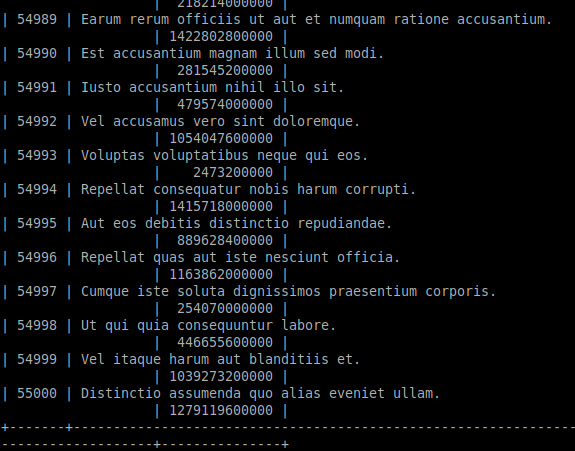 | 218214000000 |
| 54989 | Earum rerum officiis ut aut et numquam ratione accusantium.
| 1422802800000 |
| 54990 | Est accusantium magnam illum sed modi.
| 281545200000 |
| 54991 | Iusto accusantium nihil illo sit.
| 479574000000 |
| 54992 | Vel accusamus vero sint doloremque.
| 1054047600000 |
| 54993 | Voluptas voluptatibus neque qui eos.
| 2473200000 |
| 54994 | Repellat consequatur nobis harum corrupti.
| 1415718000000 |
| 54995 | Aut eos debitis distinctio repudiandae.
| 889628400000 |
| 54996 | Repellat quas aut iste nesciunt officia.
| 1163862000000 |
| 54997 | Cumque iste soluta dignissimos praesentium corporis.
| 254070000000 |
| 54998 | Ut qui quia consequuntur labore.
| 446655600000 |
| 54999 | Vel itaque harum aut blanditiis et.
| 1039273200000 |
| 55000 | Distinctio assumenda quo alias eveniet ullam.
| 1279119600000 |
+-------+---------------------------------------------------------------
-------------------+---------------+